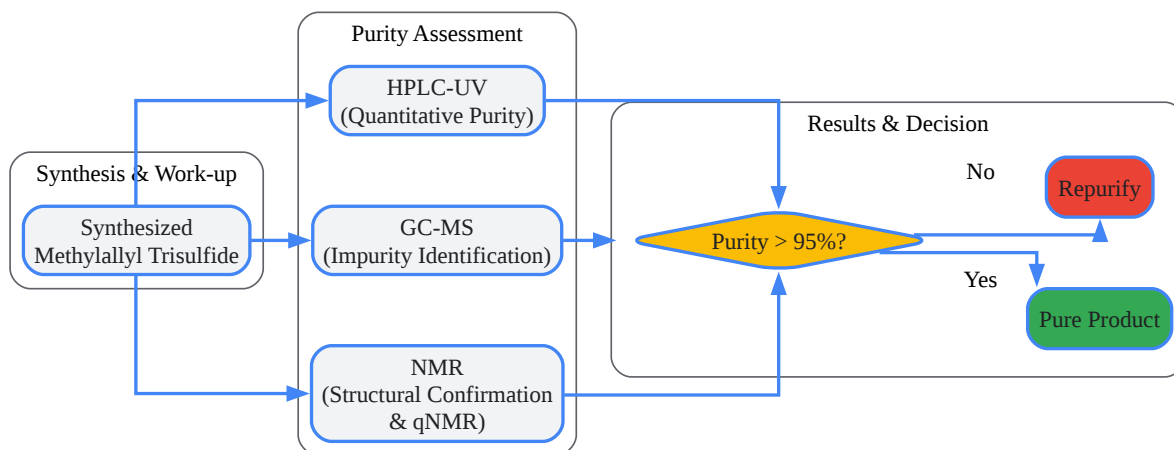 Purity Assessment
HPLC-UV
(Quantitative Purity)
Synthesis & Work-up
Synthesized
Methylallyl Trisulfide
GC-MS
(Impurity Identification)
NMR
(Structural Confirmation
& qNMR)
Results & Decision
Purity > 95%?
No
Repurify
Yes
Pure Product